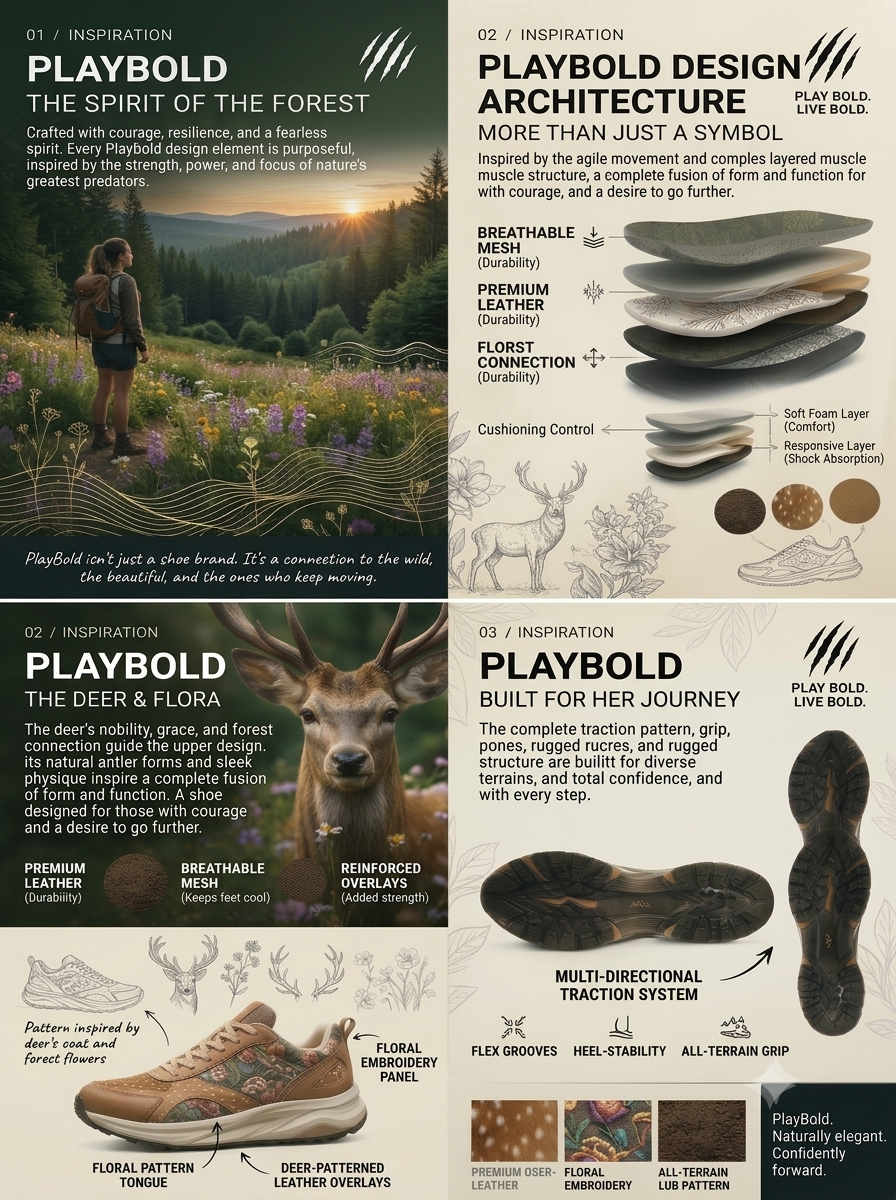 01 / INSPIRATION
PLAYBOLD
THE SPIRIT OF THE FOREST
Crafted with courage, resilience, and a fearless
spirit. Every Playbold design element is purposeful,
inspired by the strength, power, and focus of nature's
greatest predators.
PlayBold isn't just a shoe brand. It's a conneetion to the wild,
the beautiful, and the ones who keep moving.
02 / INSPIRATION
PLAYBOLD DESIGN
ARCHITECTURE
PLAY BOLD.
LIVE BOLD.
MORE THAN JUST A SYMBOL
Inspired by the agile movement and comples layered muscle
muscle structure, a complete fusion of form and function for
with courage, and a desire to go further.
BREATHABLE
MESH
(Durability)
PREMIUM
LEATHER
(Durability)
FLORST
CONNECTION
(Durability)
Cushioning Control
Soft Foam Layer
(Comfort)
Responsive Layer
(Shock Absorption)
02 / INSPIRATION
PLAYBOLD
THE DEER & FLORA
The deer's nobility, grace, and forest
connection guide the upper design.
its natural antler forms and sleek
physique inspire a complete fusion
of form and function. A shoe
designed for those with courage
and a desire to go further.
PREMIUM
LEATHER
(Durabiiity)
BREATHABLE
MESH
(Keeps feet cool)
REINFORCED
OVERLAYS
(Added strength)
Pattern inspired by
deer's coat and
forest flowers
FLORAL
EMBROIDERY
PANEL
FLORAL PATTERN
TONGUE
DEER-PATTERNED
LEATHER OVERLAYS
03 / INSPIRATION
PLAYBOLD
BUILT FOR HER JOURNEY
PLAY BOLD.
LIVE BOLD.
The complete traction pattern, grip,
pones, rugged rucres, and rugged
structure are builitt for diverse
terrains, and total confidence, and
with every step.
MULTI-DIRECTIONAL
TRACTION SYSTEM
FLEX GROOVES
HEEL-STABILITY
ALL-TERRAIN GRIP
PREMIUM OSER-
LEATHER
FLORAL
EMBROIDERY
ALL-TERRAIN
LUB PATTERN
PlayBold.
Naturally elegant.
Confidently
forward.